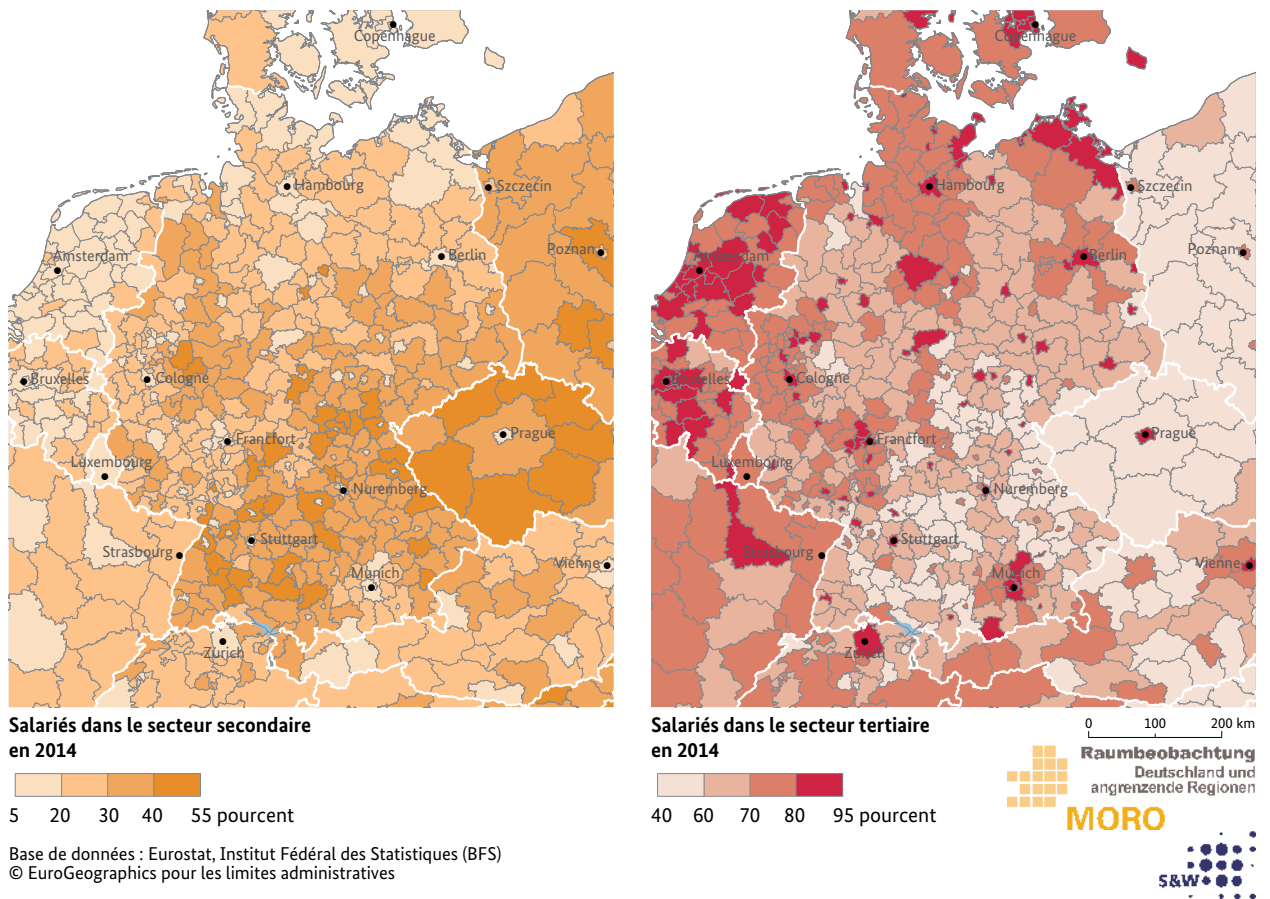 Copenhague
Hambourg
Szczecin
Amsterdam
Berlin
Poznan
Bruxelles
Cologne
Prague
Francfort
Luxembourg
Nuremberg
Strasbourg
Stuttgart
Vienne
Munich
Zurich
Copenhague
Hambourg
Szczecin
Amsterdam
Berlin
Poznan
Bruxelles
Cologne
Prague
Francfort
Luxembourg
Nuremberg
Strasbourg
Stuttgart
Vienne
Munich
Zurich
Salariés dans le secteur secondaire
en 2014
5 20 30 40 55 pourcent
Salariés dans le secteur tertiaire
en 2014
40 60 70 80 95 pourcent
0 100 200 km
Raumbeobachtung
Deutschland und
angrenzende Regionen
MORO
Base de données : Eurostat, Institut Fédéral des Statistiques (BFS)
© EuroGeographics pour les limites administratives
S&W